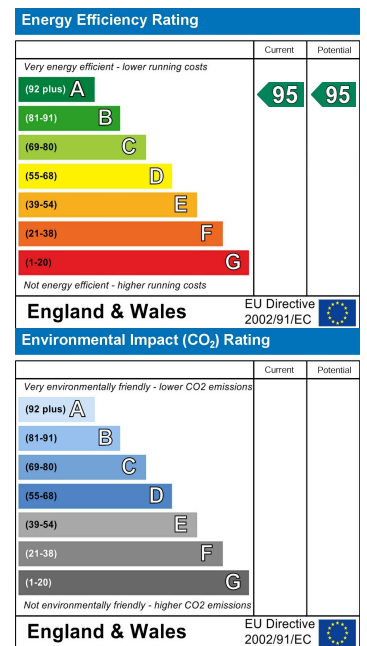 Energy Efficiency Rating
Current Potential
Very energy efficient - lower running costs
(92 plus) A 95 95
(81-91) B
(69-80) C
(55-68) D
(39-54) E
(21-38) F
(1-20) G
Not energy efficient - higher running costs
England & Wales EU Directive
2002/91/EC
Environmental Impact (CO₂) Rating
Current Potential
Very environmentally friendly - lower CO2 emissions
(92 plus) A
(81-91) B
(69-80) C
(55-68) D
(39-54) E
(21-38) F
(1-20) G
Not environmentally friendly - higher CO2 emissions
England & Wales EU Directive
2002/91/EC